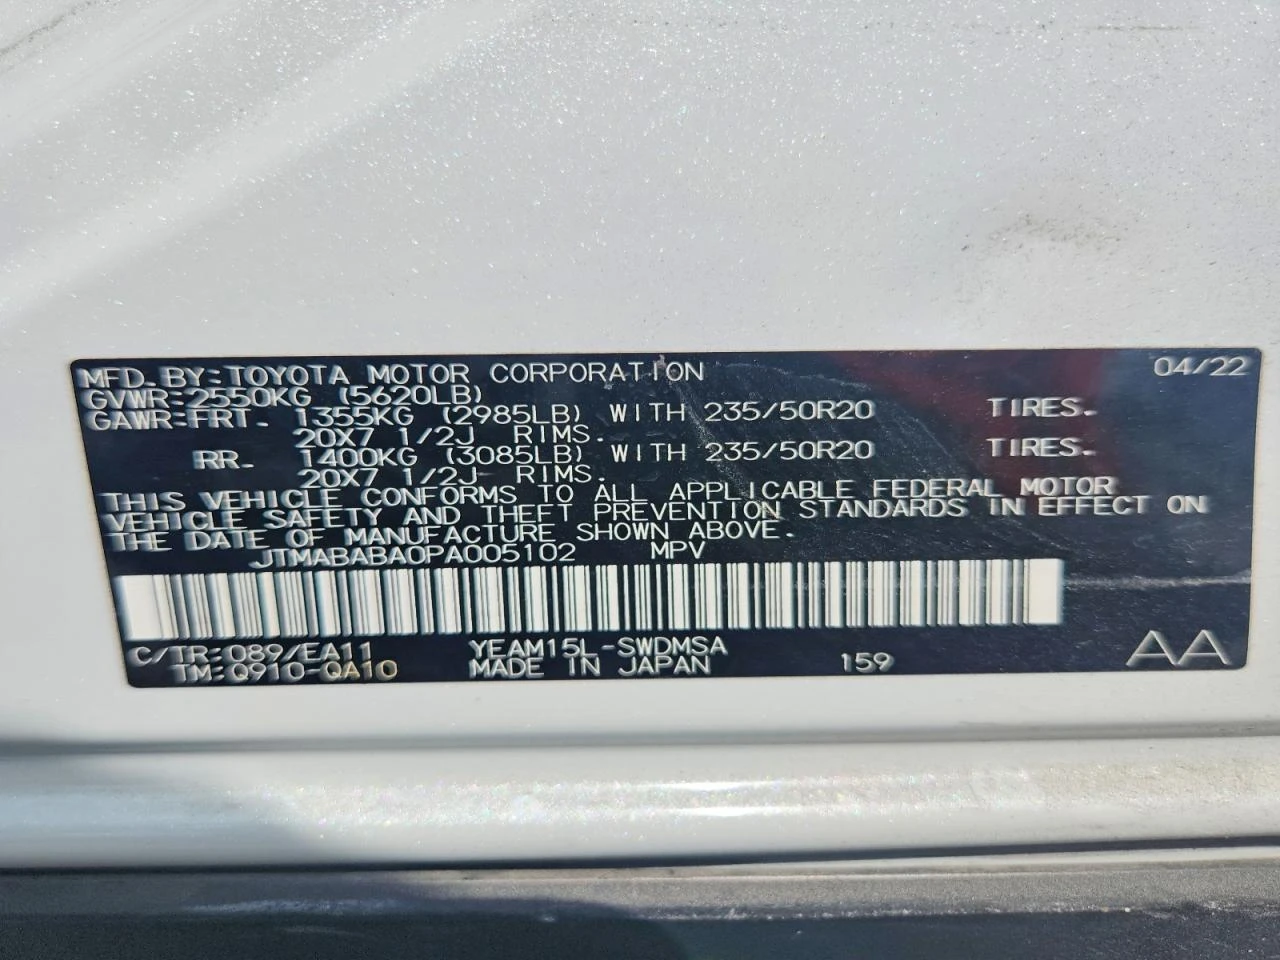 MFD. BY: TOYOTA MOTOR CORPORATION 04/22
GVWR: 2550KG (5620LB)
GAWR: FRT. 1355KG (2985LB) WITH 235/50R20 TIRES.
20X7 1/2J RIMS.
RR. 1400KG (3085LB) WITH 235/50R20 TIRES.
20X7 1/2J RIMS.
THIS VEHICLE CONFORMS TO ALL APPLICABLE FEDERAL MOTOR
VEHICLE SAFETY AND THEFT PREVENTION STANDARDS IN EFFECT ON
THE DATE OF MANUFACTURE SHOWN ABOVE.
JTMABABA0PA005102 MPV
C/TR: 089/EA11 YEAM15L-SWDMSA
TM: Q910-QA10 MADE IN JAPAN 159 AA